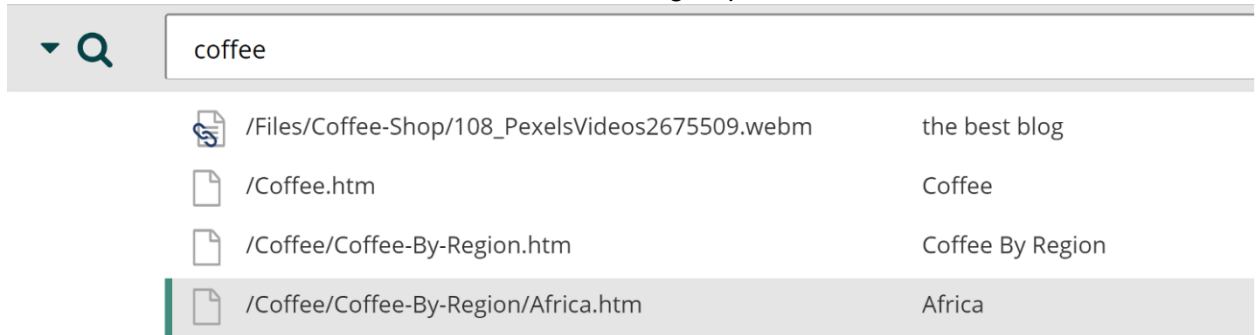 coffee
/Files/Coffee-Shop/108_PexelsVideos2675509.webm the best blog
/Coffee.htm Coffee
/Coffee/Coffee-By-Region.htm Coffee By Region
/Coffee/Coffee-By-Region/Africa.htm Africa